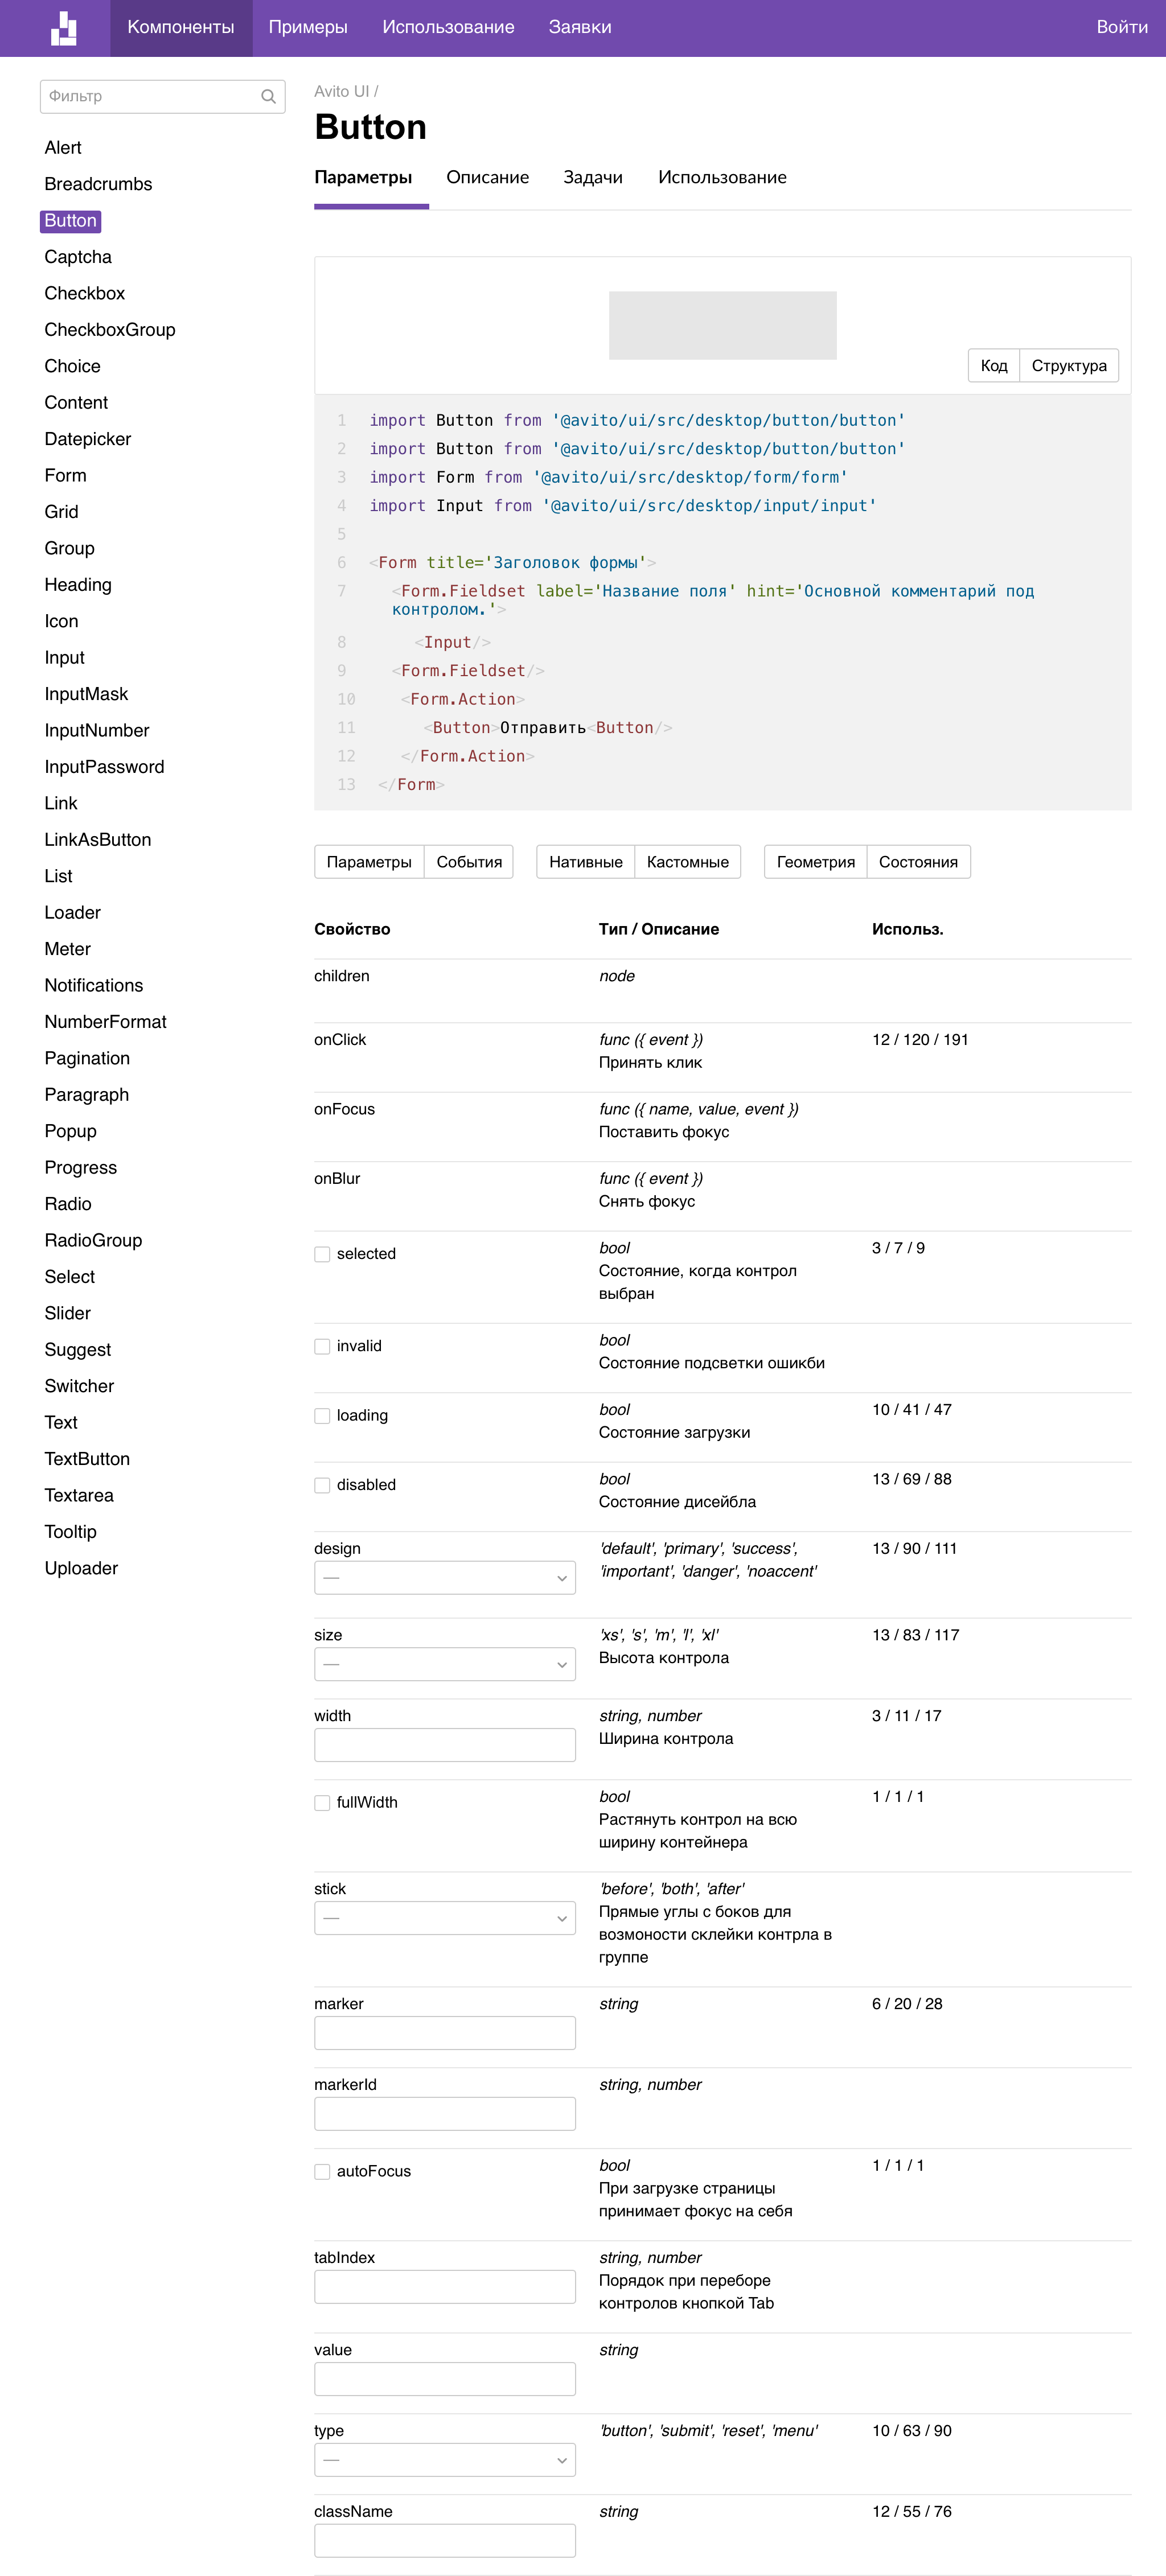 Компоненты Примеры Использование Заявки Войти
Фильтр
Alert
Breadcrumbs
Button
Captcha
Checkbox
CheckboxGroup
Choice
Content
Datepicker
Form
Grid
Group
Heading
Icon
Input
InputMask
InputNumber
InputPassword
Link
LinkAsButton
List
Loader
Meter
Notifications
NumberFormat
Pagination
Paragraph
Popup
Progress
Radio
RadioGroup
Select
Slider
Suggest
Switcher
Text
TextButton
Textarea
Tooltip
Uploader
Avito UI /
Button
Параметры Описание Задачи Использование
Код Структура
1 import Button from '@avito/ui/src/desktop/button/button'
2 import Button from '@avito/ui/src/desktop/button/button'
3 import Form from '@avito/ui/src/desktop/form/form'
4 import Input from '@avito/ui/src/desktop/input/input'
5
6 <Form title='Заголовок формы'>
7 <Form.Fieldset label='Название поля' hint='Основной комментарий под
контролом.'>
8 <Input/>
9 <Form.Fieldset/>
10 <Form.Action>
11 <Button>Отправить<Button/>
12 </Form.Action>
13 </Form>
Параметры События Нативные Кастомные Геометрия Состояния
Свойство Тип / Описание Использ.
children node
onClick func ({ event }) 12 / 120 / 191
Принять клик
onFocus func ({ name, value, event })
Поставить фокус
onBlur func ({ event })
Снять фокус
selected bool 3 / 7 / 9
Состояние, когда контрол
выбран
invalid bool
Состояние подсветки ошикби
loading bool 10 / 41 / 47
Состояние загрузки
disabled bool 13 / 69 / 88
Состояние дисейбла
design 'default', 'primary', 'success', 13 / 90 / 111
— 'important', 'danger', 'noaccent'
size 'xs', 's', 'm', 'l', 'xl' 13 / 83 / 117
— Высота контрола
width string, number 3 / 11 / 17
Ширина контрола
fullWidth bool 1 / 1 / 1
Растянуть контрол на всю
ширину контейнера
stick 'before', 'both', 'after'
— Прямые углы с боков для
возмоности склейки контрла в
группе
marker string 6 / 20 / 28
markerId string, number
autoFocus bool 1 / 1 / 1
При загрузке страницы
принимает фокус на себя
tabIndex string, number
Порядок при переборе
контролов кнопкой Tab
value string
type 'button', 'submit', 'reset', 'menu' 10 / 63 / 90
—
className string 12 / 55 / 76